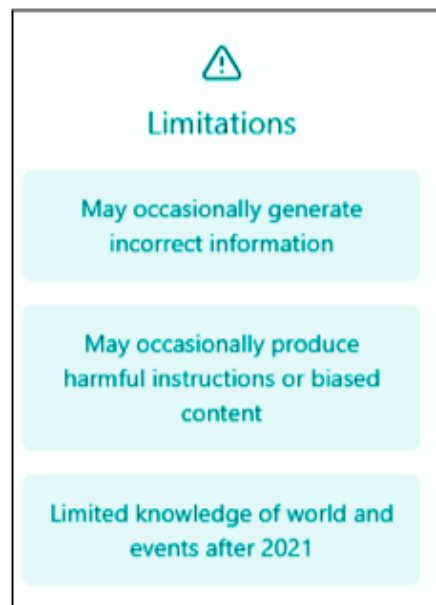 Limitations
May occasionally generate
incorrect information
May occasionally produce
harmful instructions or biased
content
Limited knowledge of world and
events after 2021